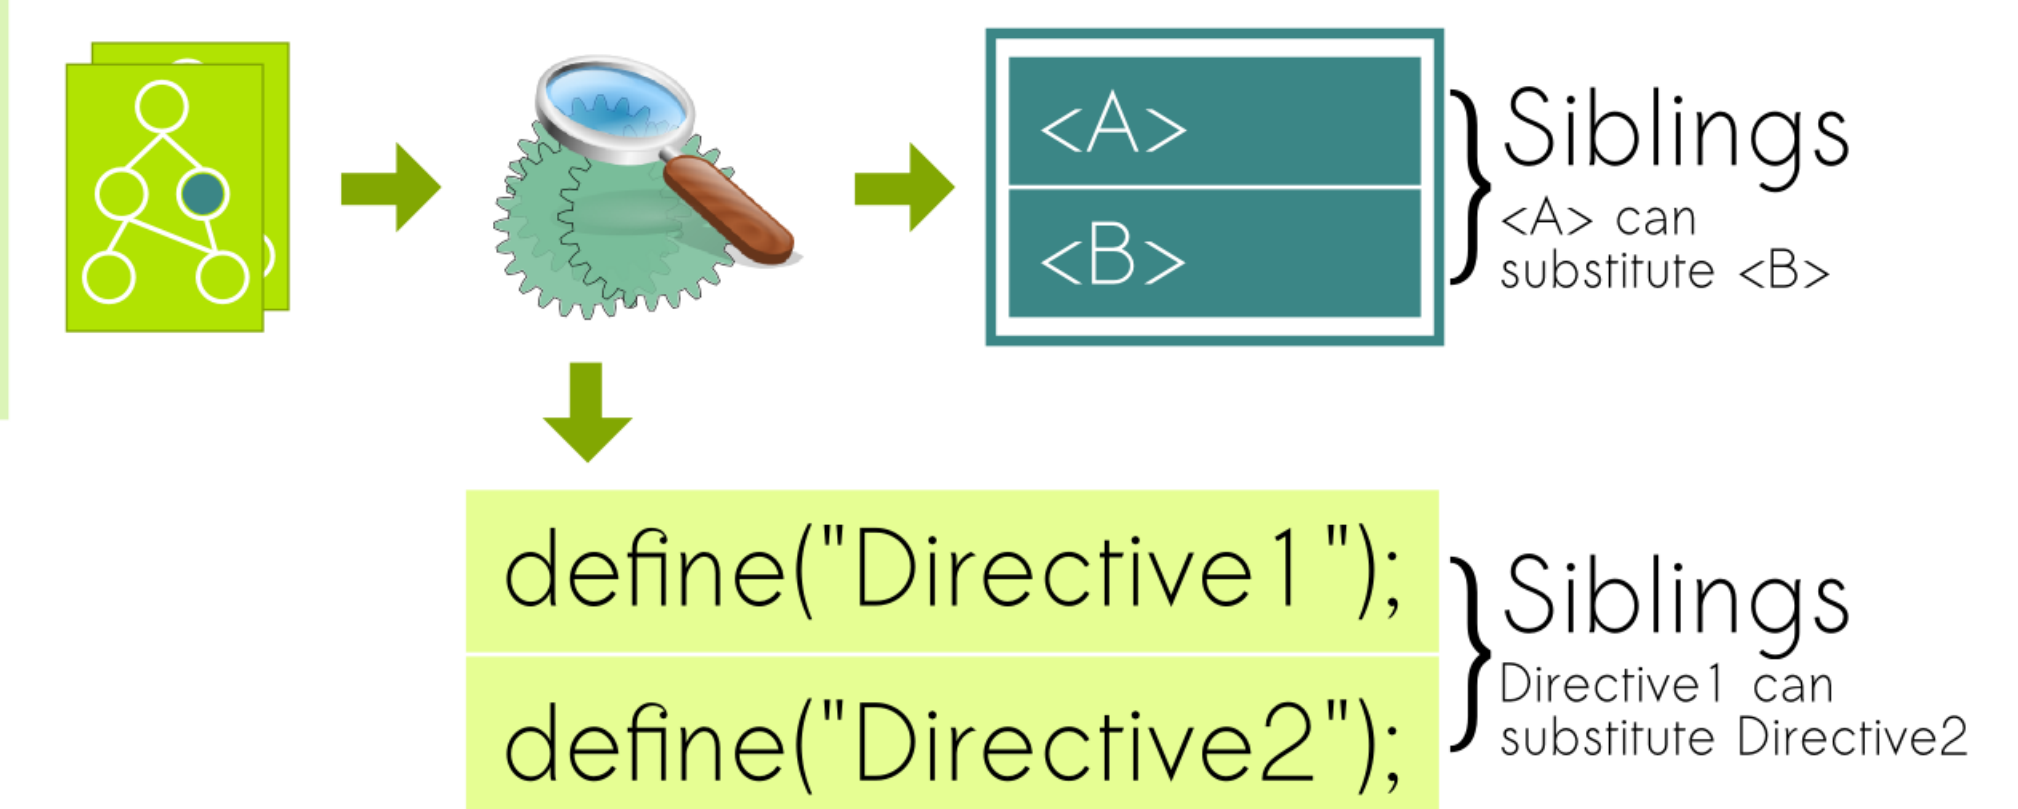 <A>
<B>
Siblings
<A> can
substitute <B>
define("Directive1");
define("Directive2");
Siblings
Directive1 can
substitute Directive2